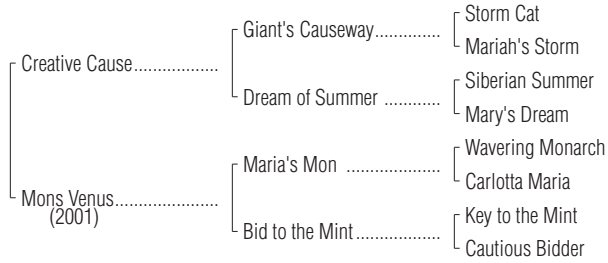 Storm Cat
Giant's Causeway..............
Mariah's Storm
Creative Cause..................
Siberian Summer
Dream of Summer ............
Mary's Dream
Wavering Monarch
Maria's Mon ....................
Carlotta Maria
Mons Venus......................
(2001)
Key to the Mint
Bid to the Mint..................
Cautious Bidder